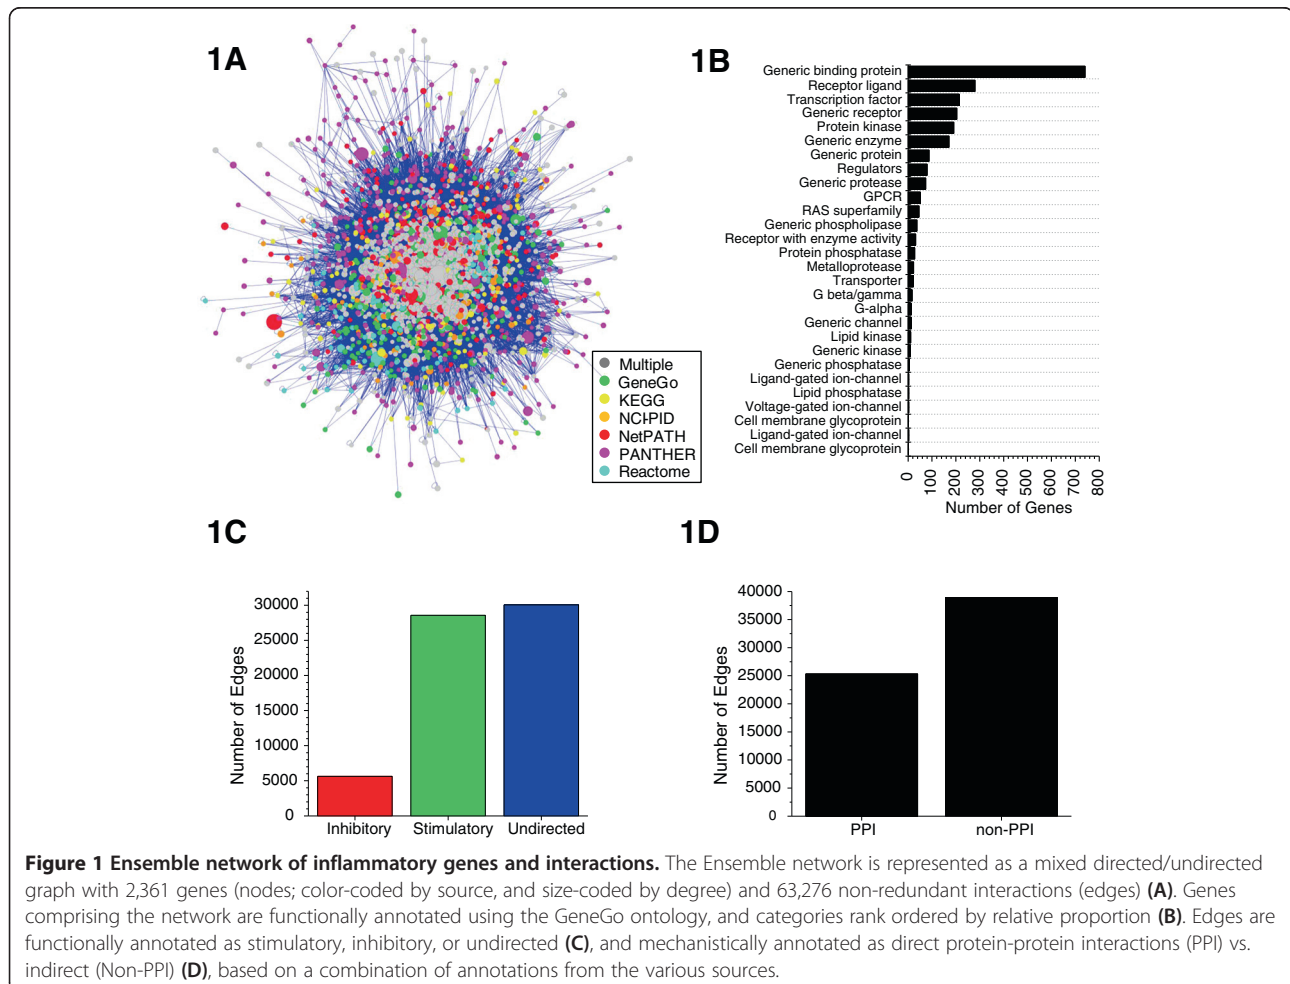 1A
Multiple
GeneGo
KEGG
NCI-PID
NetPATH
PANTHER
Reactome
1B
Generic binding protein
Receptor ligand
Transcription factor
Generic receptor
Protein kinase
Generic enzyme
Generic protein
Regulators
Generic protease
GPCR
RAS superfamily
Generic phospholipase
Receptor with enzyme activity
Protein phosphatase
Metalloprotease
Transporter
G beta/gamma
G-alpha
Generic channel
Lipid kinase
Generic kinase
Generic phosphatase
Ligand-gated ion-channel
Lipid phosphatase
Voltage-gated ion-channel
Cell membrane glycoprotein
Ligand-gated ion-channel
Cell membrane glycoprotein
0 100 200 300 400 500 600 700 800
Number of Genes
1C
Number of Edges
30000
25000
20000
15000
10000
5000
0
Inhibitory Stimulatory Undirected
1D
Number of Edges
40000
35000
30000
25000
20000
15000
10000
5000
0
PPI non-PPI
Figure 1 Ensemble network of inflammatory genes and interactions. The Ensemble network is represented as a mixed directed/undirected
graph with 2,361 genes (nodes; color-coded by source, and size-coded by degree) and 63,276 non-redundant interactions (edges) (A). Genes
comprising the network are functionally annotated using the GeneGo ontology, and categories rank ordered by relative proportion (B). Edges are
functionally annotated as stimulatory, inhibitory, or undirected (C), and mechanistically annotated as direct protein-protein interactions (PPI) vs.
indirect (Non-PPI) (D), based on a combination of annotations from the various sources.